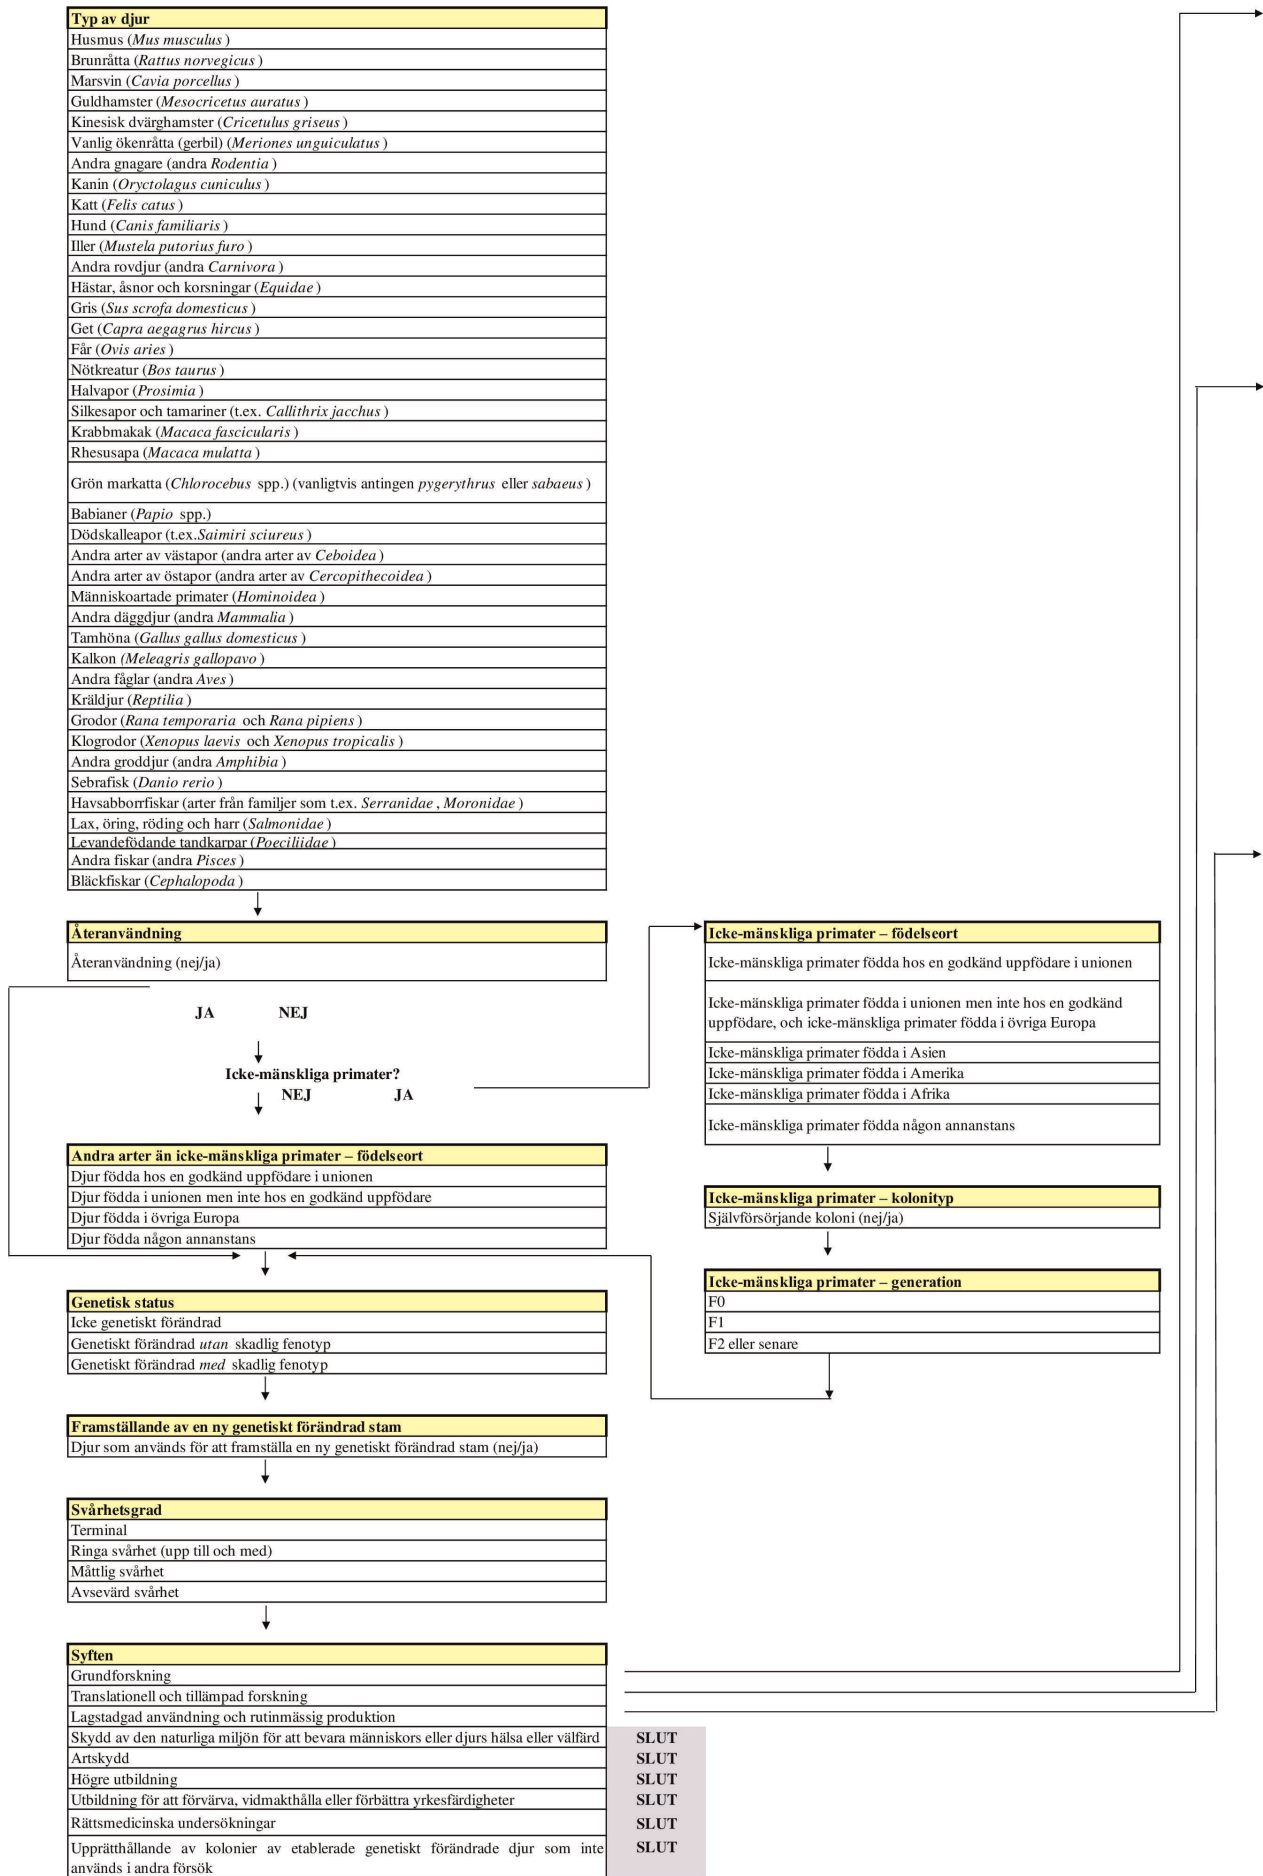 Typ av djur
Husmus (Mus musculus )
Brunråtta (Rattus norvegicus )
Marsvin (Cavia porcellus )
Guldhamster (Mesocricetus auratus )
Kinesisk dvärghamster (Cricetulus griseus )
Vanlig ökenråtta (gerbil) (Meriones unguiculatus )
Andra gnagare (andra Rodentia )
Kanin (Oryctolagus cuniculus )
Katt (Felis catus )
Hund (Canis familiaris )
Iller (Mustela putorius furo )
Andra rovdjur (andra Carnivora )
Hästar, åsnor och korsningar (Equidae )
Gris (Sus scrofa domesticus )
Get (Capra aegagrus hircus )
Får (Ovis aries )
Nötkreatur (Bos taurus )
Halvapor (Prosimia )
Silkesapor och tamariner (t.ex. Callithrix jacchus )
Krabbmakak (Macaca fascicularis )
Rhesusapa (Macaca mulatta )
Grön markatta (Chlorocebus spp.) (vanligtvis antingen pygerythrus eller sabaeus )
Babianer (Papio spp.)
Dödskalleapor (t.ex.Saimiri sciureus )
Andra arter av västapor (andra arter av Ceboidea )
Andra arter av östapor (andra arter av Cercopithecoidea )
Människoartade primater (Hominoidea )
Andra däggdjur (andra Mammalia )
Tamhöna (Gallus gallus domesticus )
Kalkon (Meleagris gallopavo )
Andra fåglar (andra Aves )
Kräldjur (Reptilia )
Grodor (Rana temporaria och Rana pipiens )
Klogrodor (Xenopus laevis och Xenopus tropicalis )
Andra groddjur (andra Amphibia )
Sebrafisk (Danio rerio )
Havsabborrfiskar (arter från familjer som t.ex. Serranidae , Moronidae )
Lax, öring, röding och harr (Salmonidae )
Levandefödande tandkarpar (Poeciliidae )
Andra fiskar (andra Pisces )
Bläckfiskar (Cephalopoda )
Återanvändning
Återanvändning (nej/ja)
JA NEJ
Icke-mänskliga primater?
NEJ JA
Icke-mänskliga primater – födelseort
Icke-mänskliga primater födda hos en godkänd uppfödare i unionen
Icke-mänskliga primater födda i unionen men inte hos en godkänd
uppfödare, och icke-mänskliga primater födda i övriga Europa
Icke-mänskliga primater födda i Asien
Icke-mänskliga primater födda i Amerika
Icke-mänskliga primater födda i Afrika
Icke-mänskliga primater födda någon annanstans
Icke-mänskliga primater – kolonityp
Självförsörjande koloni (nej/ja)
Icke-mänskliga primater – generation
F0
F1
F2 eller senare
Andra arter än icke-mänskliga primater – födelseort
Djur födda hos en godkänd uppfödare i unionen
Djur födda i unionen men inte hos en godkänd uppfödare
Djur födda i övriga Europa
Djur födda någon annanstans
Genetisk status
Icke genetiskt förändrad
Genetiskt förändrad utan skadlig fenotyp
Genetiskt förändrad med skadlig fenotyp
Framställande av en ny genetiskt förändrad stam
Djur som används för att framställa en ny genetiskt förändrad stam (nej/ja)
Svårhetsgrad
Terminal
Ringa svårhet (upp till och med)
Måttlig svårhet
Avsevärd svårhet
Syften
Grundforskning
Translationell och tillämpad forskning
Lagstadgad användning och rutinmässig produktion
Skydd av den naturliga miljön för att bevara människors eller djurs hälsa eller välfärd SLUT
Artskydd SLUT
Högre utbildning SLUT
Utbildning för att förvärva, vidmakthålla eller förbättra yrkesfärdigheter SLUT
Rättsmedicinska undersökningar SLUT
Upprätthållande av kolonier av etablerade genetiskt förändrade djur som inte SLUT
används i andra försök